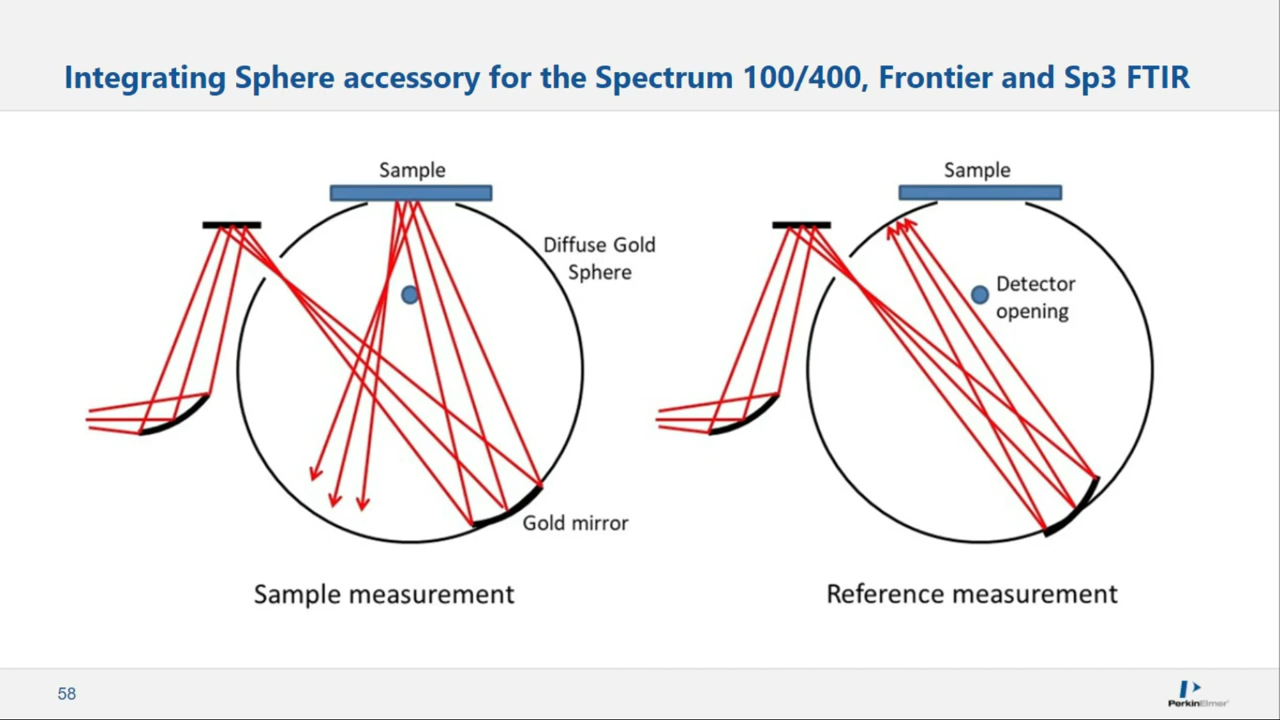 Integrating Sphere accessory for the Spectrum 100/400, Frontier and Sp3 FTIR
Sample
Diffuse Gold
Sphere
Gold mirror
Sample measurement
Sample
Detector
opening
Reference measurement
58
PerkinElmer